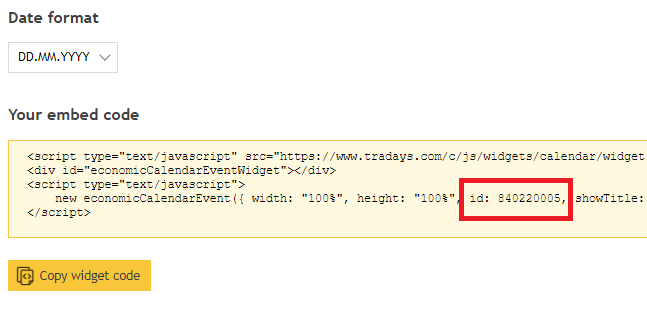 Date format
DD.MM.YYYY
Your embed code
<script type="text/javascript" src="https://www.tradays.com/c/js/widgets/calendar/widget
<div id="economicCalendarEventWidget"></div>
<script type="text/javascript">
    new economicCalendarEvent({ width: "100%", height: "100%", id: 840220005, showTitle:
</script>
Copy widget code